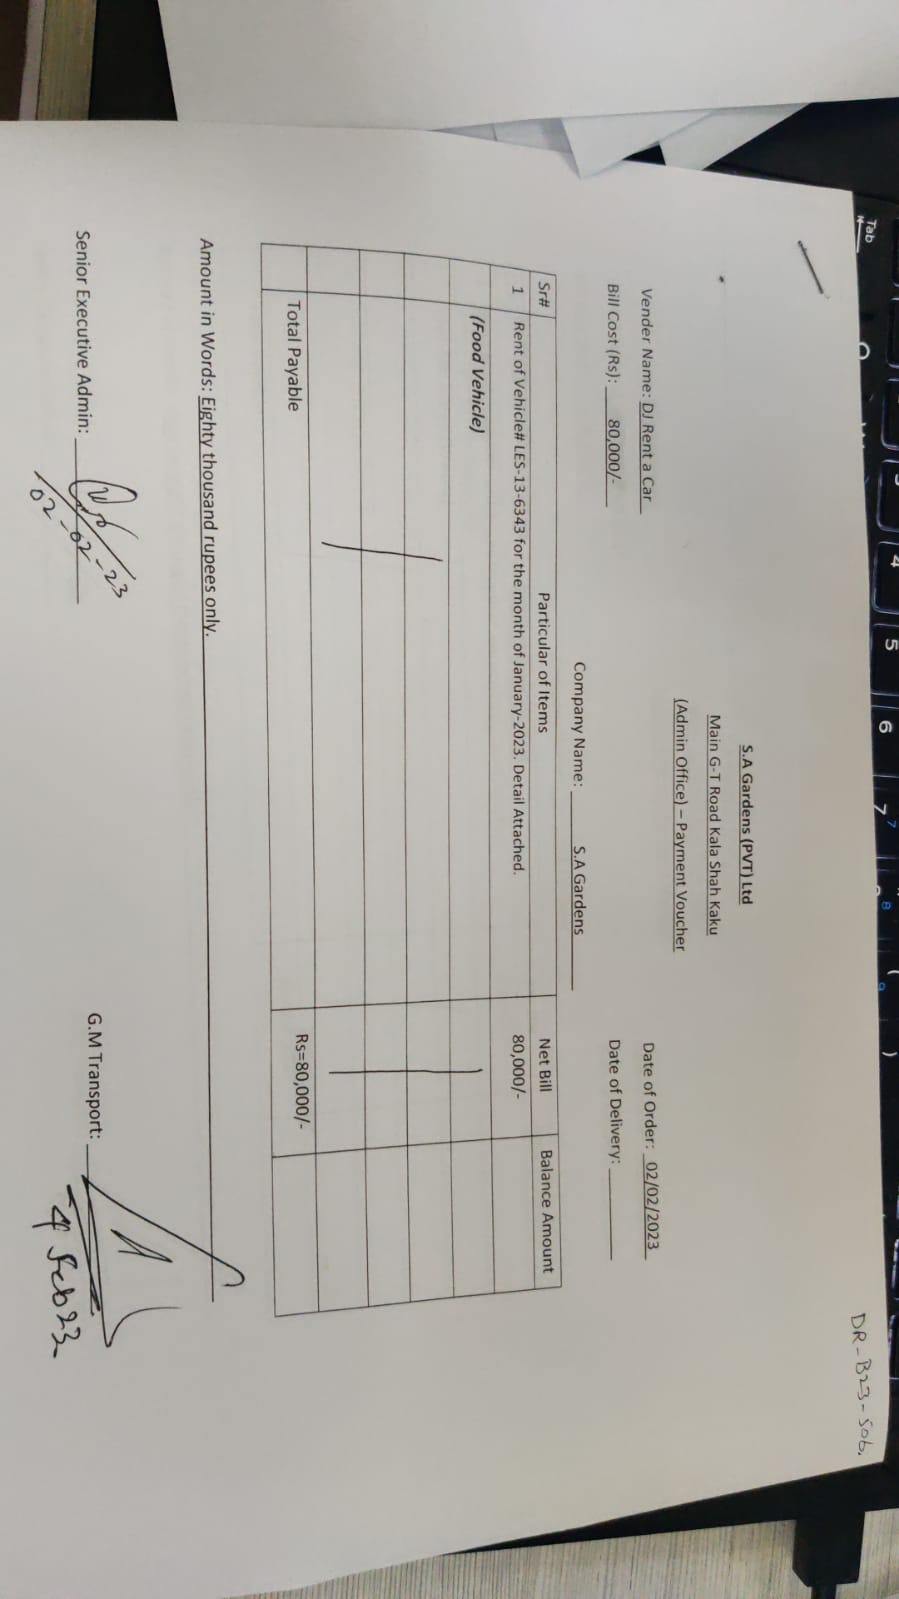 DR-B23-506.
S.A Gardens (PVT) Ltd
Main G-T Road Kala Shah Kaku
(Admin Office) – Payment Voucher
Vender Name: DJ Rent a Car Date of Order: 02/02/2023
Bill Cost (Rs): 80,000/- Date of Delivery:
Company Name: S.A Gardens
Sr# Particular of Items Net Bill Balance Amount
1 Rent of Vehicle# LES-13-6343 for the month of January-2023. Detail Attached. 80,000/-
(Food Vehicle)
Total Payable Rs=80,000/-
Amount in Words: Eighty thousand rupees only.
Senior Executive Admin: G.M Transport:
02-02-23
4 Feb 23
Tab
4
5
6
7 7
8
9
)